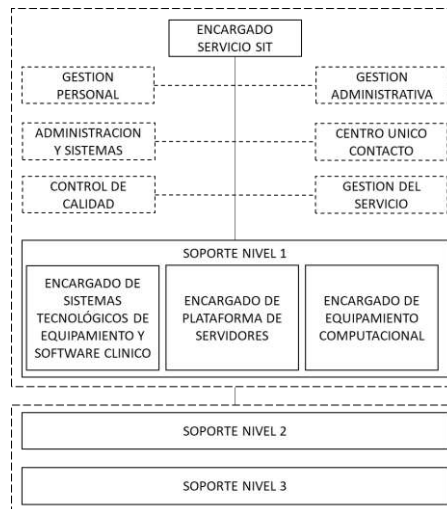 ENCARGADO
SERVICIO SIT
GESTION
PERSONAL
GESTION
ADMINISTRATIVA
ADMINISTRACION
Y SISTEMAS
CENTRO UNICO
CONTACTO
CONTROL DE
CALIDAD
GESTION DEL
SERVICIO
SOPORTE NIVEL 1
ENCARGADO DE
SISTEMAS
TECNOLÓGICOS DE
EQUIPAMIENTO Y
SOFTWARE CLINICO
ENCARGADO DE
PLATAFORMA DE
SERVIDORES
ENCARGADO DE
EQUIPAMIENTO
COMPUTACIONAL
SOPORTE NIVEL 2
SOPORTE NIVEL 3